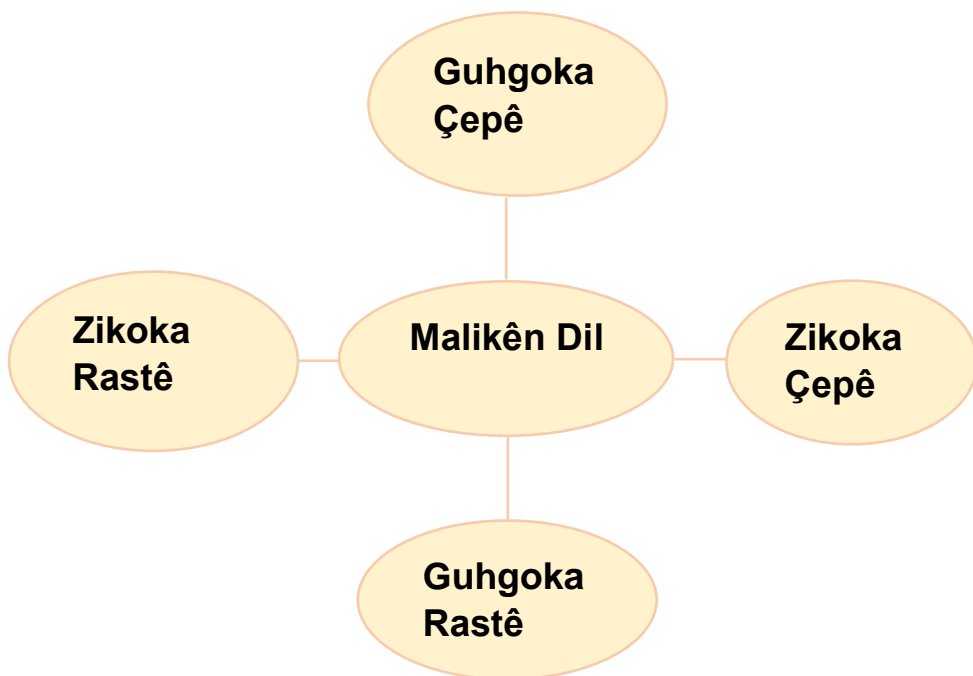 Guhgoka
Çepê
Zikoka
Rastê
Malikên Dil
Zikoka
Çepê
Guhgoka
Rastê